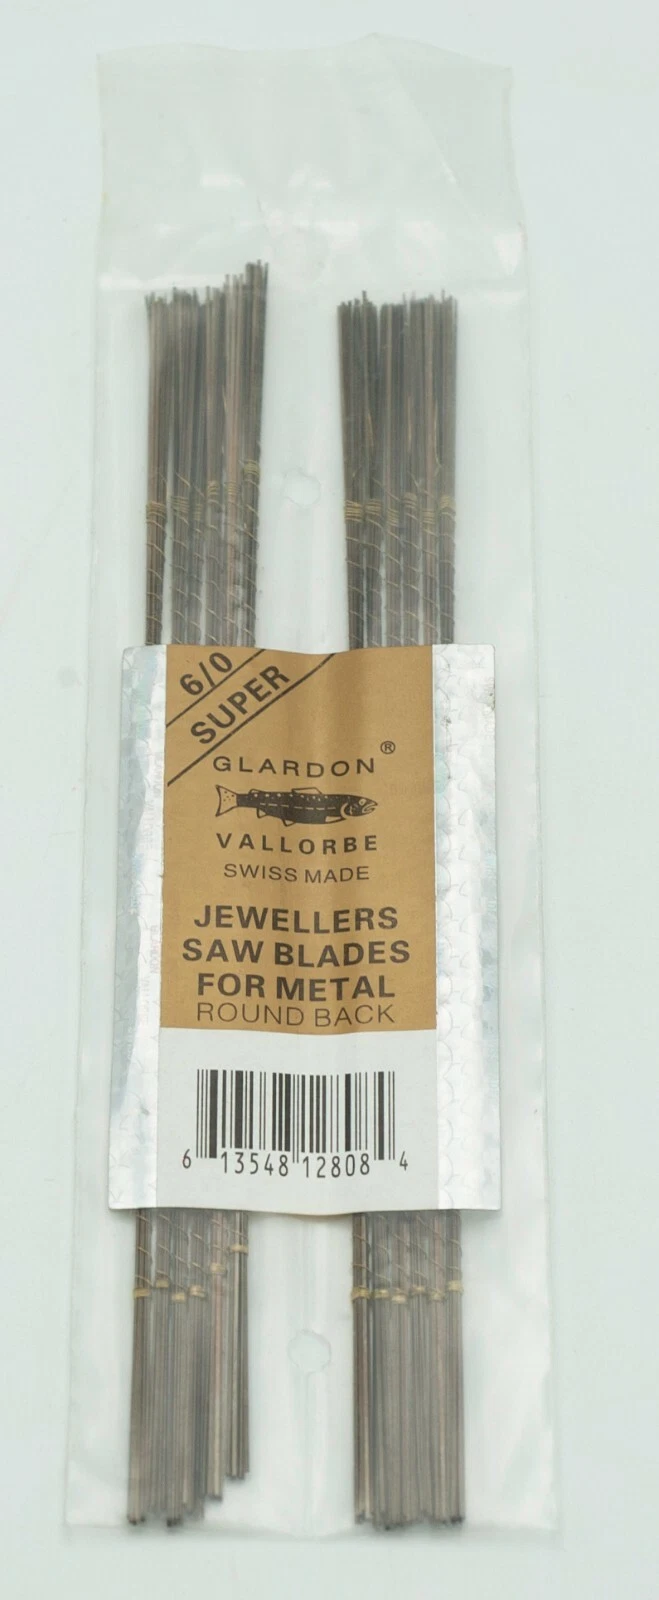 6/0
SUPER
GLARDON ®
VALLORBE
SWISS MADE
JEWELLERS
SAW BLADES
FOR METAL
ROUND BACK
6 13548 12808 4